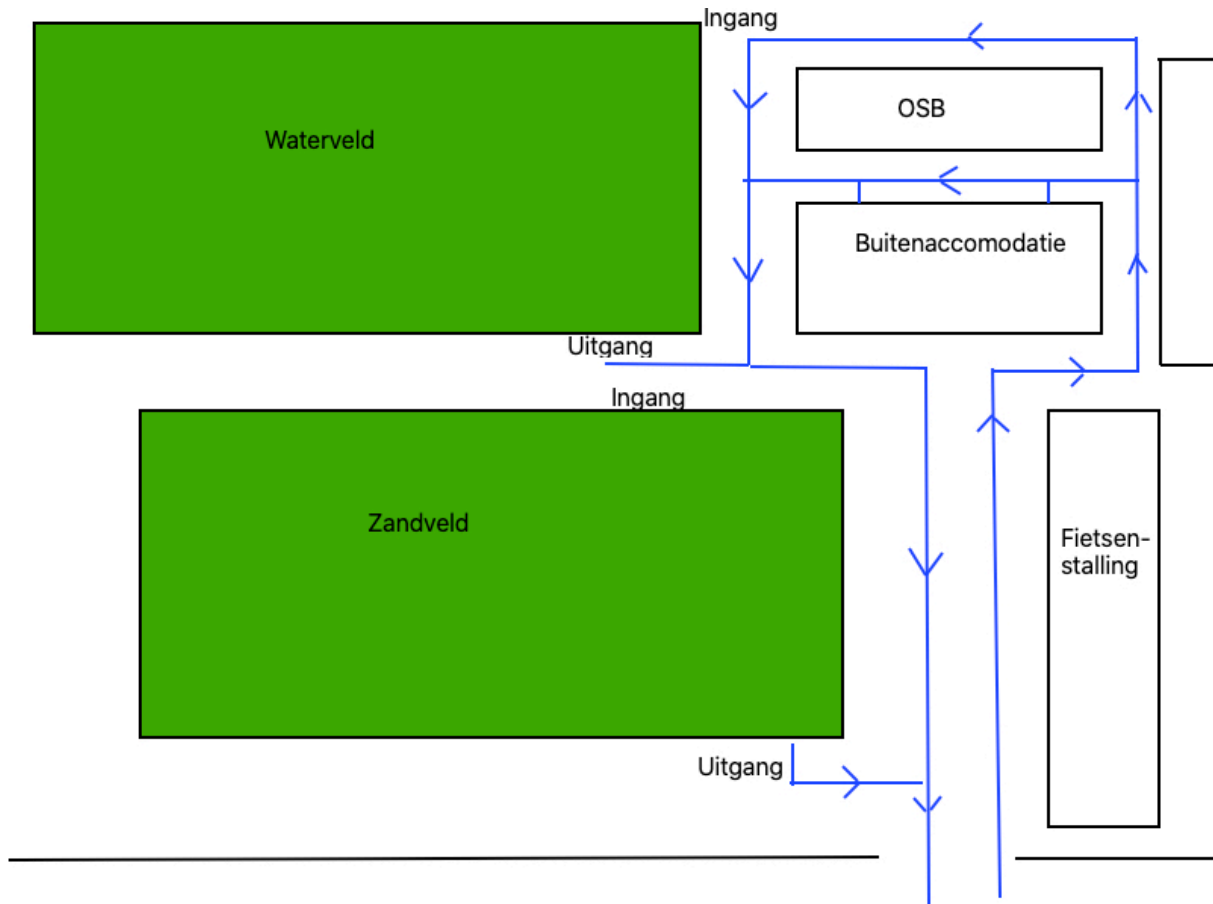 Ingang
OSB
Waterveld
Buitenaccomodatie
Uitgang
Ingang
Zandveld
Fietsen-
stalling
Uitgang